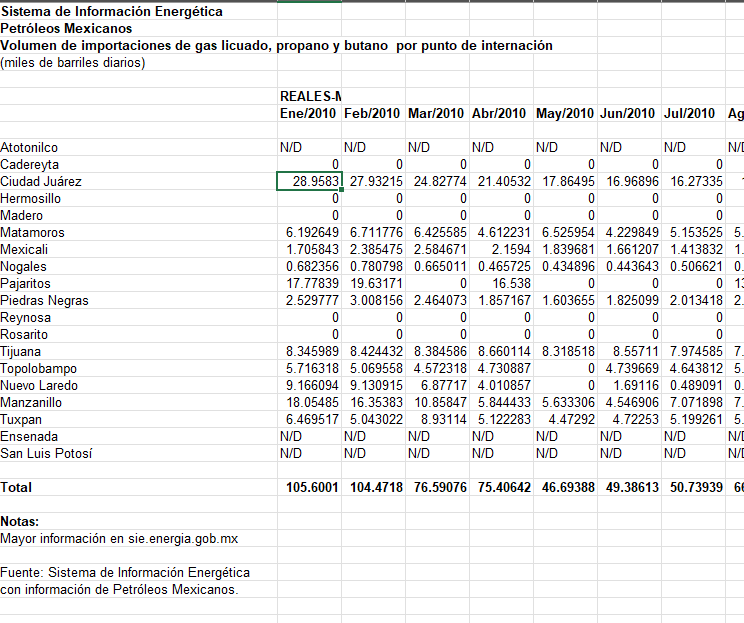 Sistema de Información Energética
Petróleos Mexicanos
Volumen de importaciones de gas licuado, propano y butano  por punto de internación
(miles de barriles diarios)
REALES-M
Ene/2010 Feb/2010 Mar/2010 Abr/2010 May/2010 Jun/2010 Jul/2010 Ag
Atotonilco N/D N/D N/D N/D N/D N/D N/D N/D
Cadereyta 0 0 0 0 0 0 0
Ciudad Juárez 28.9583 27.93215 24.82774 21.40532 17.86495 16.96896 16.27335 1
Hermosillo 0 0 0 0 0 0 0
Madero 0 0 0 0 0 0 0
Matamoros 6.192649 6.711776 6.425585 4.612231 6.525954 4.229849 5.153525 5.
Mexicali 1.705843 2.385475 2.584671 2.1594 1.839681 1.661207 1.413832 1.
Nogales 0.682356 0.780798 0.665011 0.465725 0.434896 0.443643 0.506621 0.
Pajaritos 17.77839 19.63171 0 16.538 0 0 0 13
Piedras Negras 2.529777 3.008156 2.464073 1.857167 1.603655 1.825099 2.013418 2.
Reynosa 0 0 0 0 0 0 0
Rosarito 0 0 0 0 0 0 0
Tijuana 8.345989 8.424432 8.384586 8.660114 8.318518 8.55711 7.974585 7.
Topolobampo 5.716318 5.069558 4.572318 4.730887 0 4.739669 4.643812 5.
Nuevo Laredo 9.166094 9.130915 6.87717 4.010857 0 1.69116 0.489091 0.
Manzanillo 18.05485 16.35383 10.85847 5.844433 5.633306 4.546906 7.071898 7.
Tuxpan 6.469517 5.043022 8.93114 5.122283 4.47292 4.72253 5.199261 5.
Ensenada N/D N/D N/D N/D N/D N/D N/D N/D
San Luis Potosí N/D N/D N/D N/D N/D N/D N/D N/D
Total 105.6001 104.4718 76.59076 75.40642 46.69388 49.38613 50.73939 66
Notas:
Mayor información en sie.energia.gob.mx
Fuente: Sistema de Información Energética
con información de Petróleos Mexicanos.